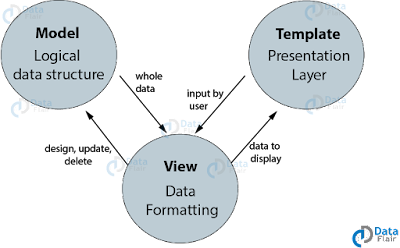 Model
Logical
data structure
Template
Presentation
Layer
whole
data
input by
user
design, update,
delete
data to
display
View
Data
Formatting
Data
Flair